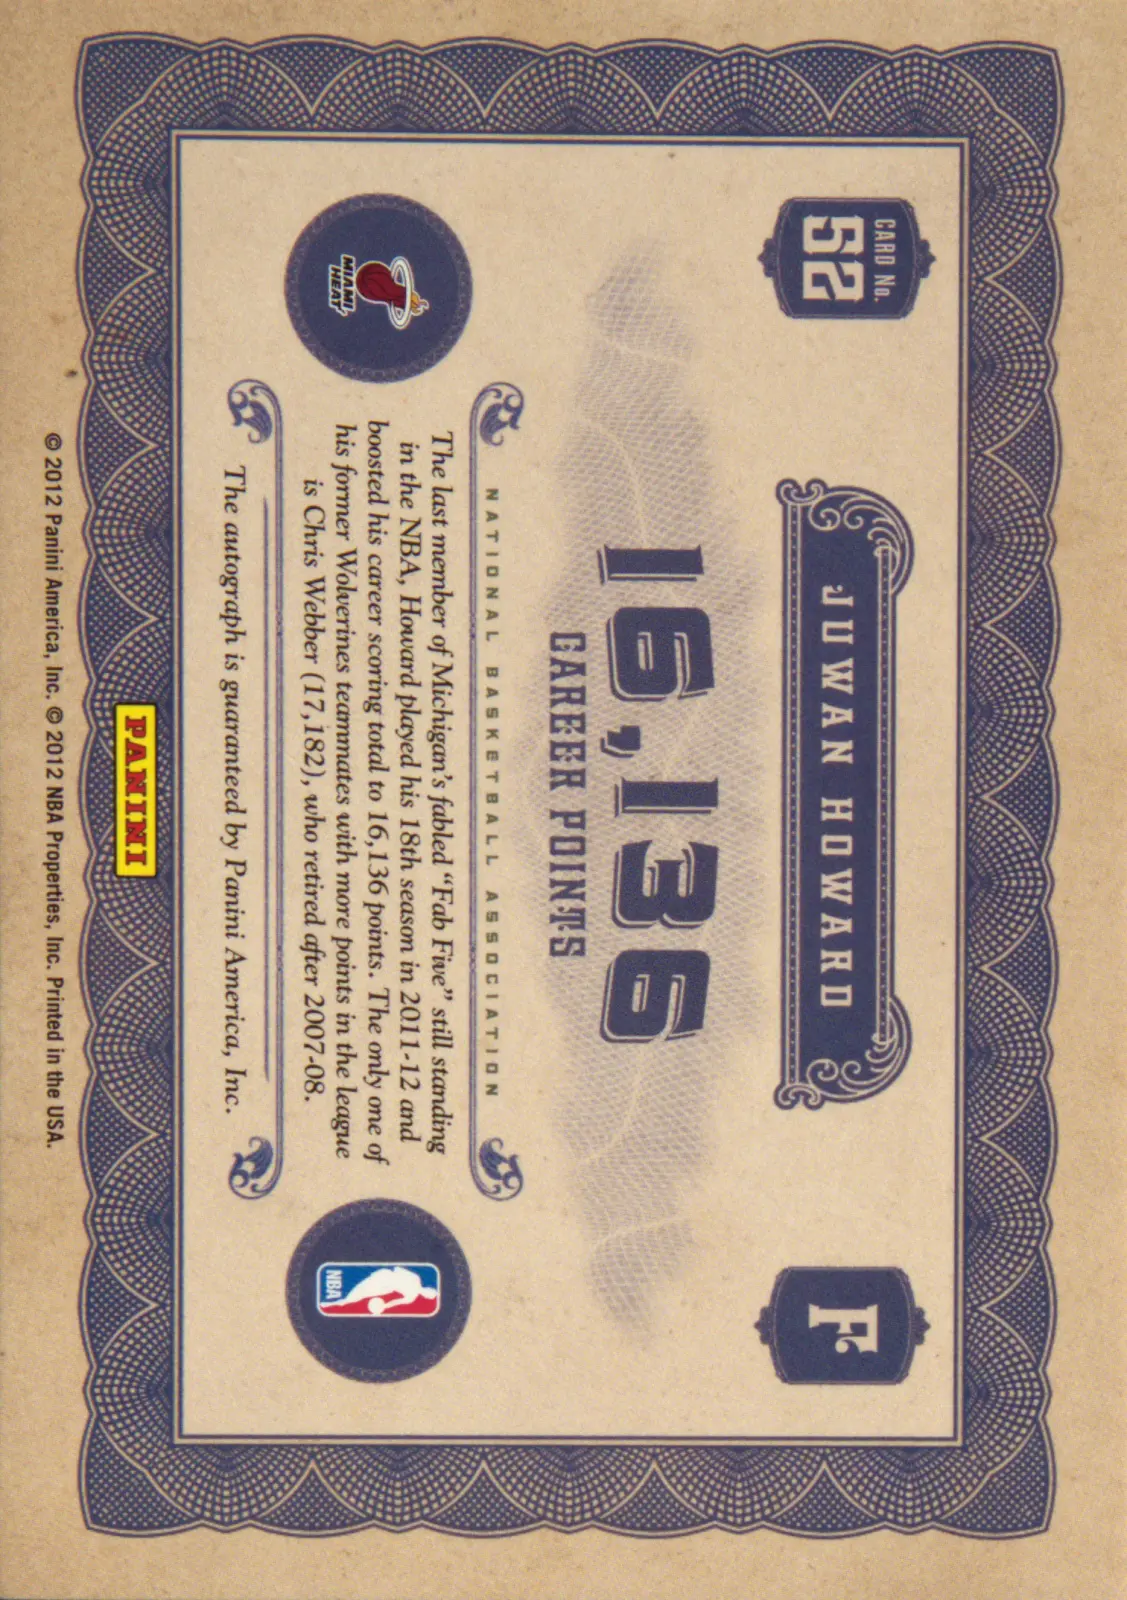 CARD No.
52
JUWAN HOWARD
F
16,136
CAREER POINTS
NATIONAL BASKETBALL ASSOCIATION
MIAMI
HEAT
The last member of Michigan's fabled “Fab Five” still standing
in the NBA, Howard played his 18th season in 2011-12 and
boosted his career scoring total to 16,136 points. The only one of
his former Wolverines teammates with more points in the league
is Chris Webber (17,182), who retired after 2007-08.
NBA
The autograph is guaranteed by Panini America, Inc.
PANINI
© 2012 Panini America, Inc. © 2012 NBA Properties, Inc. Printed in the USA.